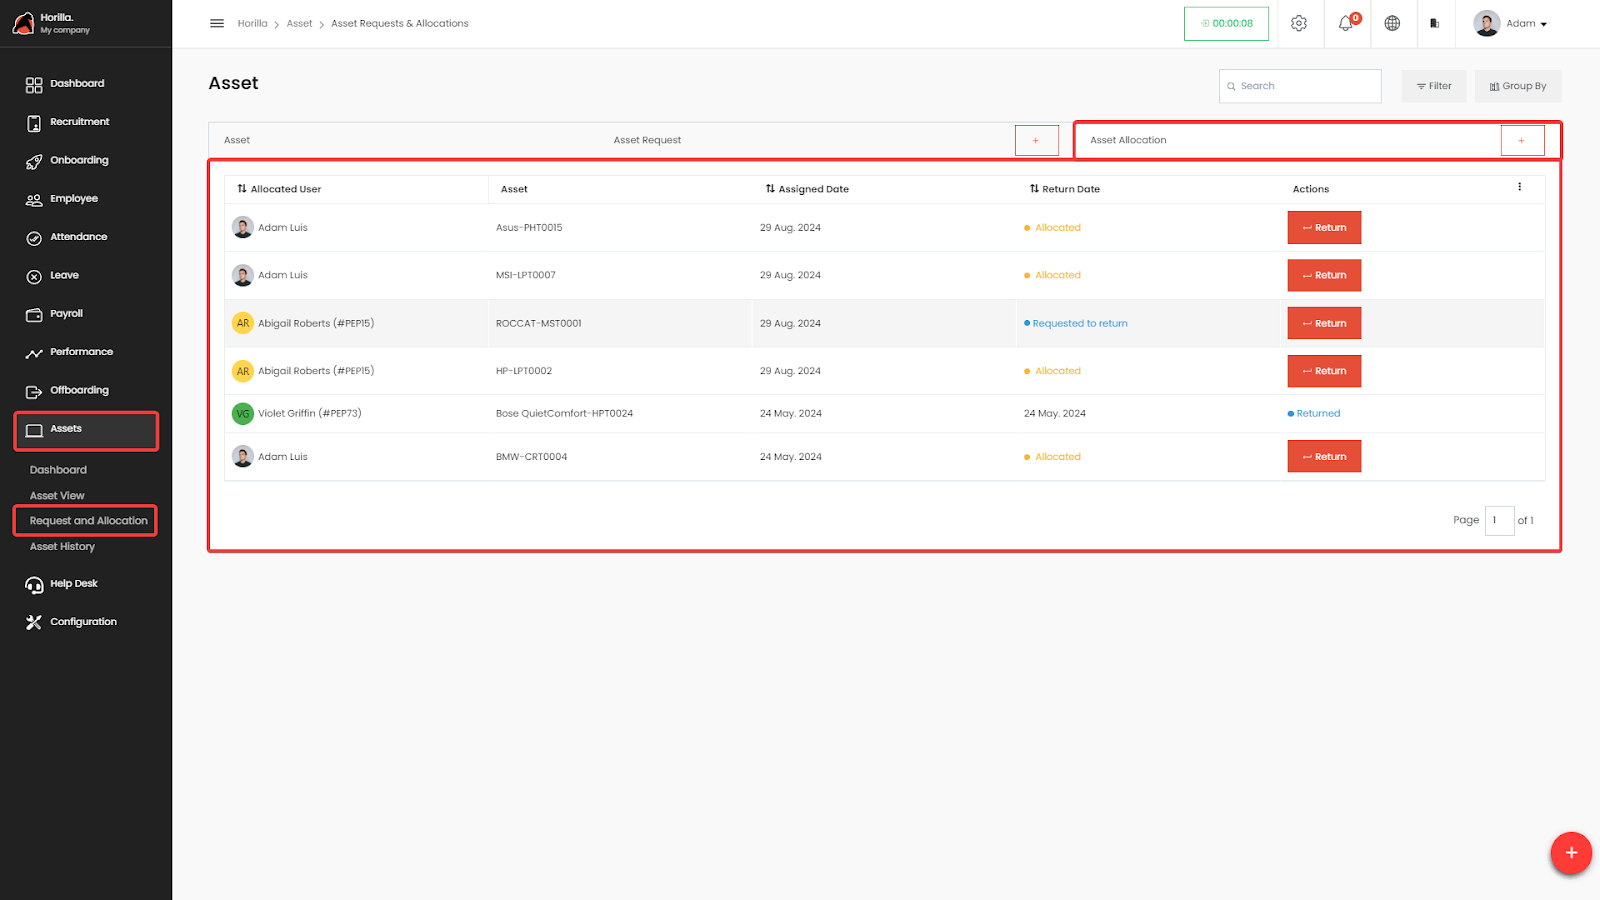 Horilla.
My company
Dashboard
Recruitment
Onboarding
Employee
Attendance
Leave
Payroll
Performance
Offboarding
Assets
Dashboard
Asset View
Request and Allocation
Asset History
Help Desk
Configuration
Horilla > Asset > Asset Requests & Allocations
00:00:08
0
Adam
Asset
Search
Filter
Group By
Asset
Asset Request
+
Asset Allocation
+
Allocated User Asset Assigned Date Return Date Actions
Adam Luis Asus-PHT0015 29 Aug. 2024 Allocated Return
Adam Luis MSI-LPT0007 29 Aug. 2024 Allocated Return
AR Abigail Roberts (#PEP15) ROCCAT-MST0001 29 Aug. 2024 Requested to return Return
AR Abigail Roberts (#PEP15) HP-LPT0002 29 Aug. 2024 Allocated Return
VG Violet Griffin (#PEP73) Bose QuietComfort-HPT0024 24 May. 2024 24 May. 2024 Returned
Adam Luis BMW-CRT0004 24 May. 2024 Allocated Return
Page 1 of 1
+